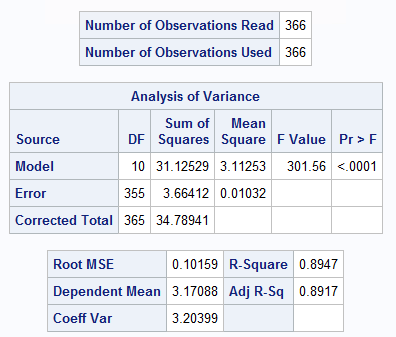 Number of Observations Read 366
Number of Observations Used 366
Analysis of Variance
Source DF Sum of Squares Mean Square F Value Pr > F
Model 10 31.12529 3.11253 301.56 <.0001
Error 355 3.66412 0.01032
Corrected Total 365 34.78941
Root MSE 0.10159 R-Square 0.8947
Dependent Mean 3.17088 Adj R-Sq 0.8917
Coeff Var 3.20399